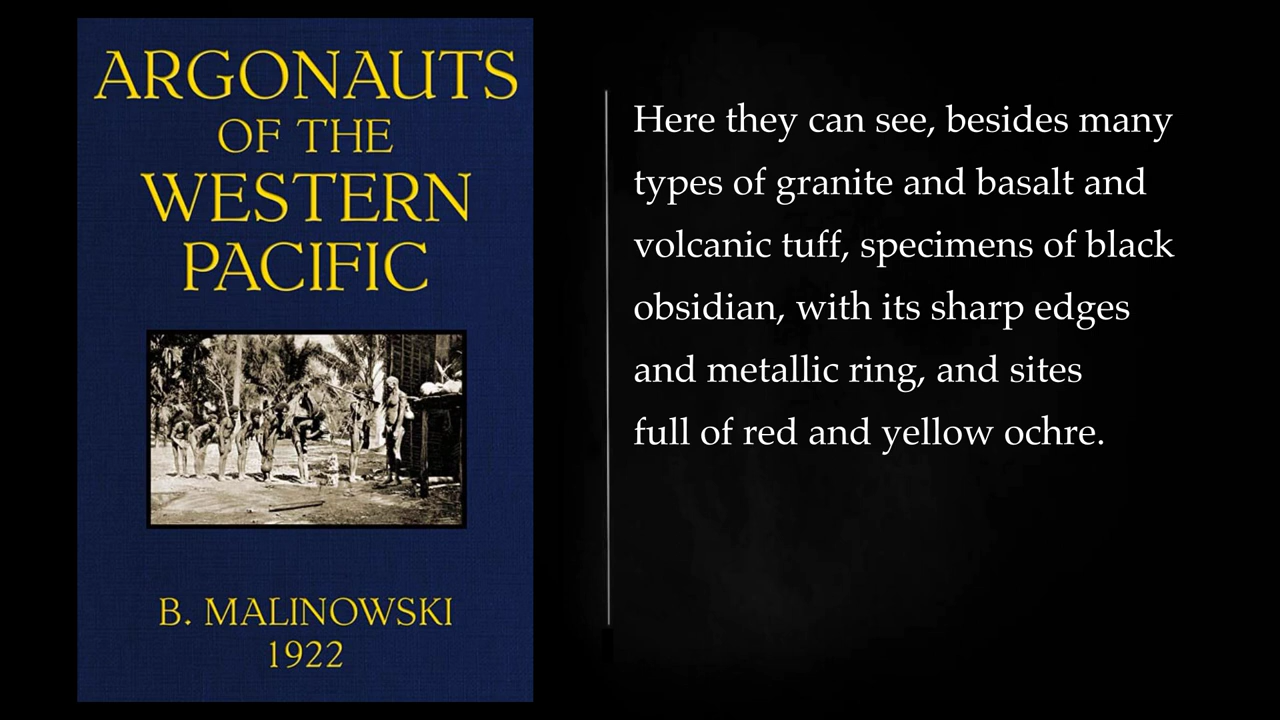 ARGONAUTS
OF THE
WESTERN
PACIFIC
B. MALINOWSKI
1922
Here they can see, besides many
types of granite and basalt and
volcanic tuff, specimens of black
obsidian, with its sharp edges
and metallic ring, and sites
full of red and yellow ochre.